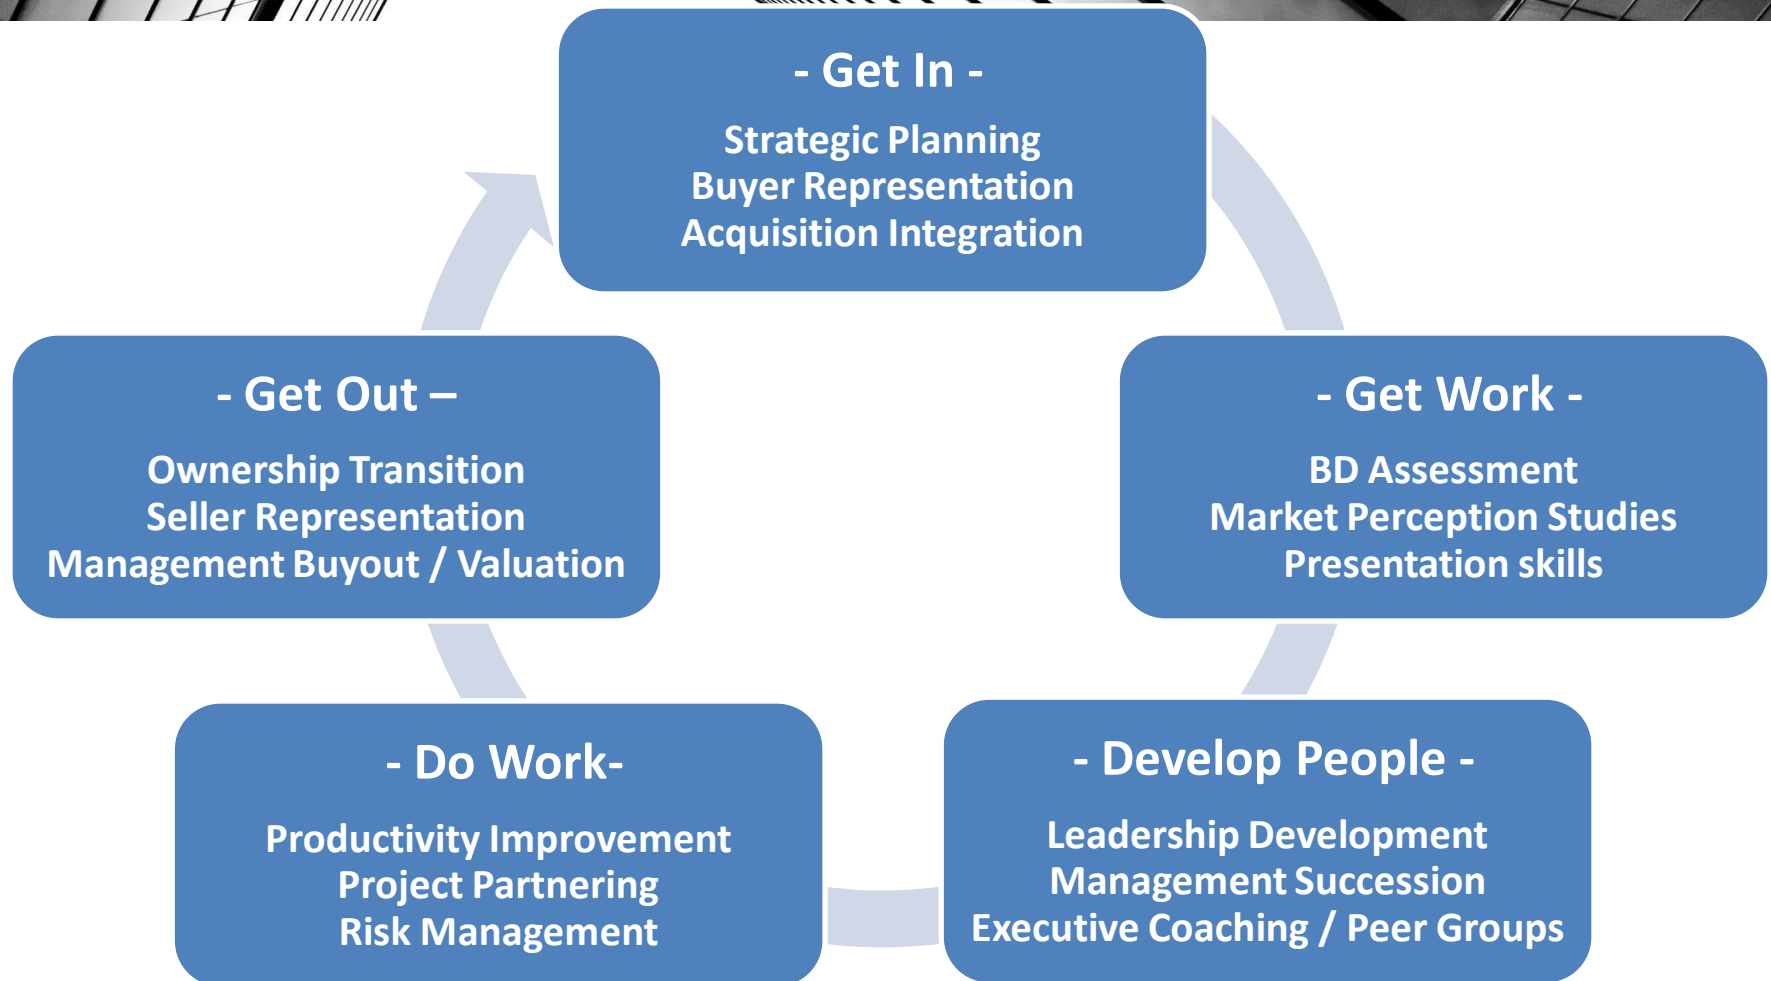 - Get In -
Strategic Planning
Buyer Representation
Acquisition Integration
- Get Work -
BD Assessment
Market Perception Studies
Presentation skills
- Develop People -
Leadership Development
Management Succession
Executive Coaching / Peer Groups
- Do Work-
Productivity Improvement
Project Partnering
Risk Management
- Get Out –
Ownership Transition
Seller Representation
Management Buyout / Valuation